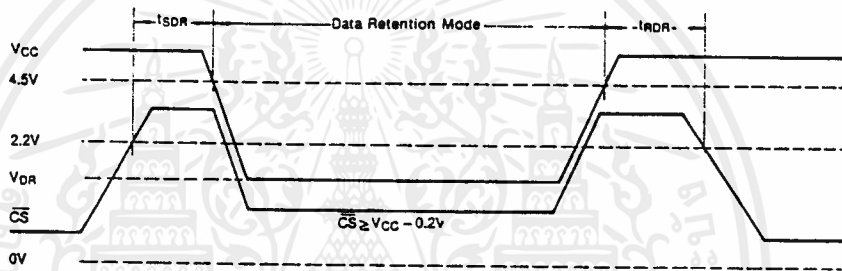 tSDR
Data Retention Mode
tRDR
VCC
4.5V
2.2V
VDR
CS
CS ≥ VCC - 0.2V
0V